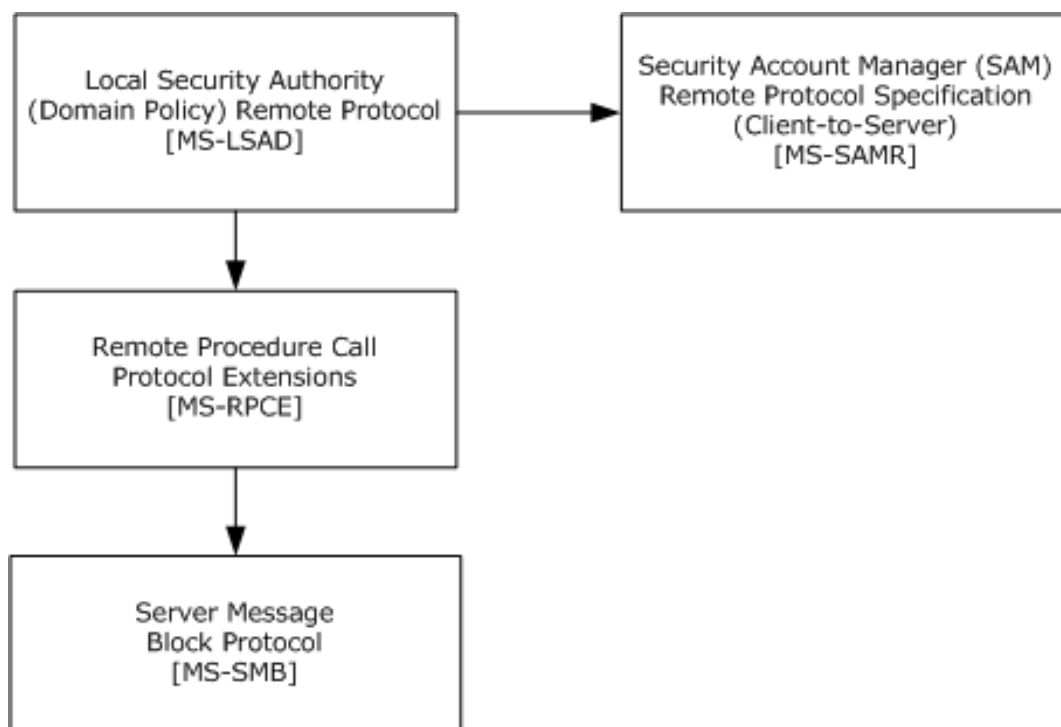 Local Security Authority
(Domain Policy) Remote Protocol
[MS-LSAD]
Security Account Manager (SAM)
Remote Protocol Specification
(Client-to-Server)
[MS-SAMR]
Remote Procedure Call
Protocol Extensions
[MS-RPCE]
Server Message
Block Protocol
[MS-SMB]